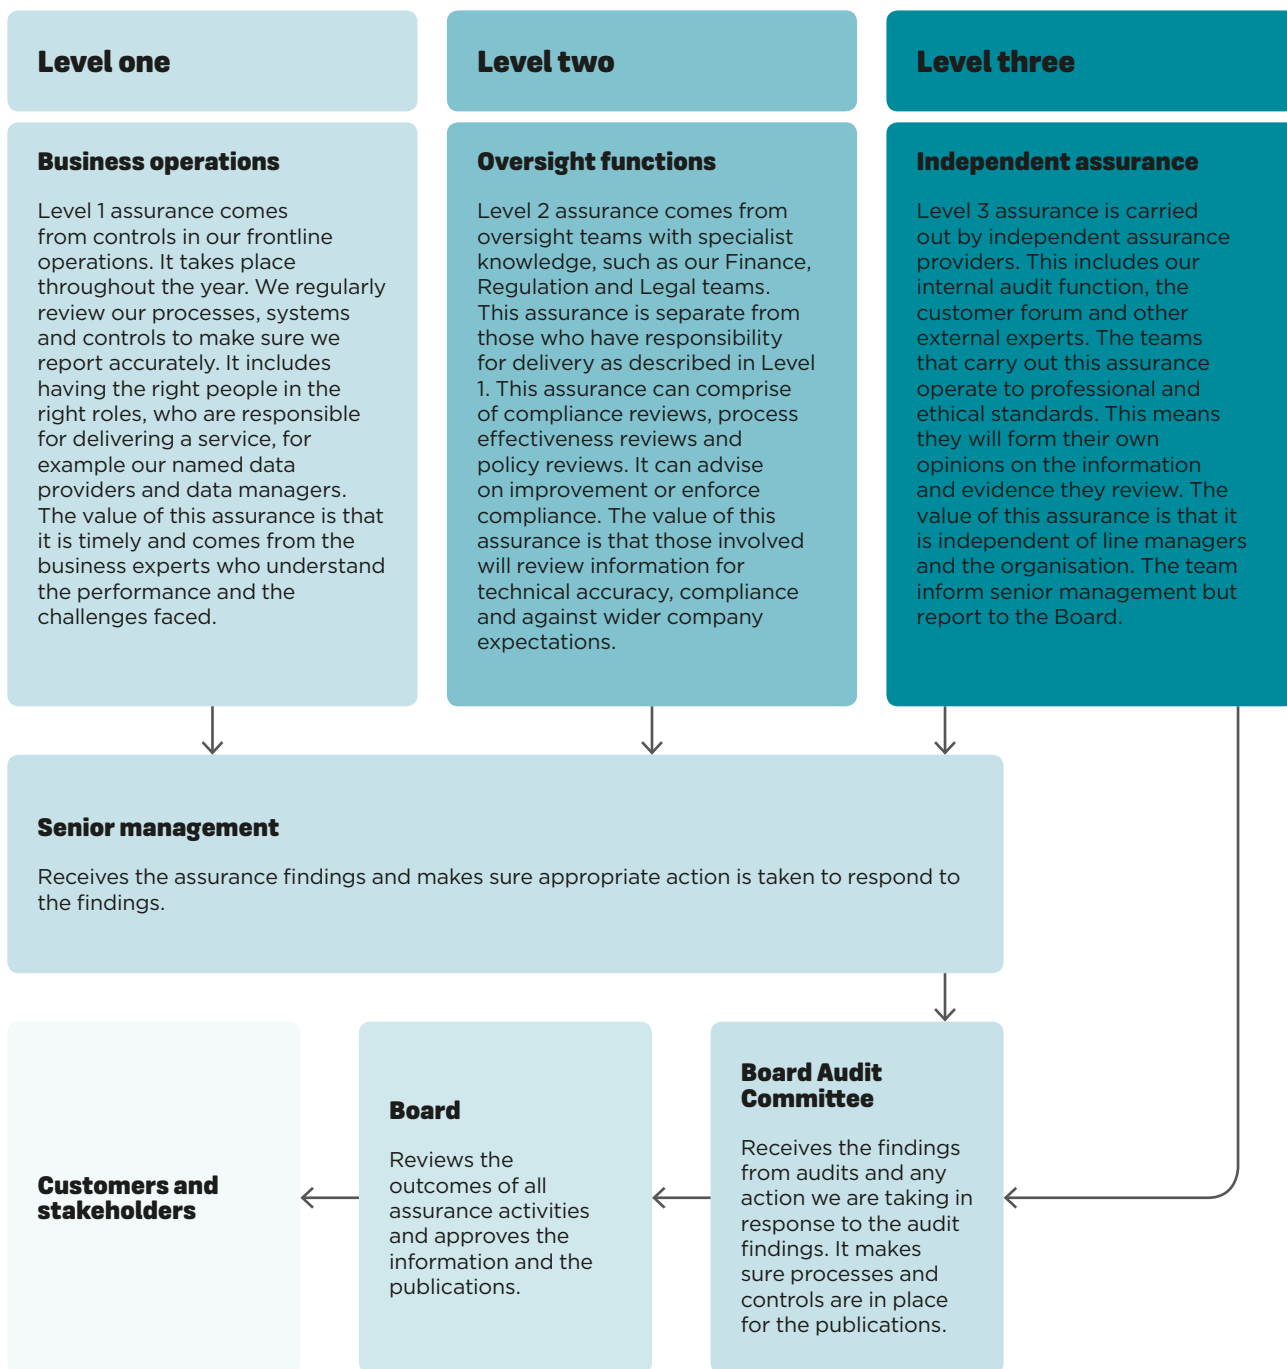 Level one
Level two
Level three
Business operations
Level 1 assurance comes
from controls in our frontline
operations. It takes place
throughout the year. We regularly
review our processes, systems
and controls to make sure we
report accurately. It includes
having the right people in the
right roles, who are responsible
for delivering a service, for
example our named data
providers and data managers.
The value of this assurance is that
it is timely and comes from the
business experts who understand
the performance and the
challenges faced.
Oversight functions
Level 2 assurance comes from
oversight teams with specialist
knowledge, such as our Finance,
Regulation and Legal teams.
This assurance is separate from
those who have responsibility
for delivery as described in Level
1. This assurance can comprise
of compliance reviews, process
effectiveness reviews and
policy reviews. It can advise
on improvement or enforce
compliance. The value of this
assurance is that those involved
will review information for
technical accuracy, compliance
and against wider company
expectations.
Independent assurance
Level 3 assurance is carried
out by independent assurance
providers. This includes our
internal audit function, the
customer forum and other
external experts. The teams
that carry out this assurance
operate to professional and
ethical standards. This means
they will form their own
opinions on the information
and evidence they review. The
value of this assurance is that it
is independent of line managers
and the organisation. The team
inform senior management but
report to the Board.
Senior management
Receives the assurance findings and makes sure appropriate action is taken to respond to
the findings.
Customers and
stakeholders
Board
Reviews the
outcomes of all
assurance activities
and approves the
information and the
publications.
Board Audit
Committee
Receives the findings
from audits and any
action we are taking in
response to the audit
findings. It makes
sure processes and
controls are in place
for the publications.